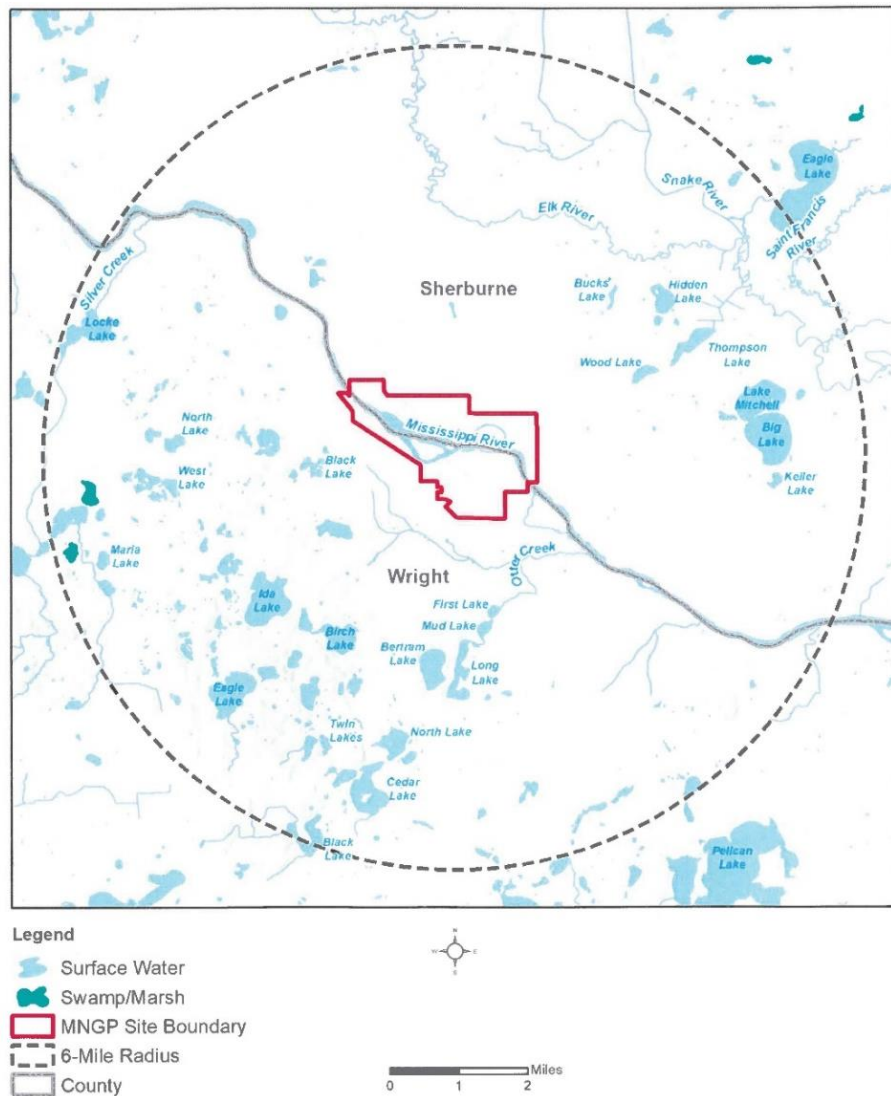 Eagle
Lake
Snake River
Elk River
Saint Francis
River
Silver Creek
Sherburne
Bucks'
Lake
Hidden
Lake
Locke
Lake
Thompson
Lake
Wood Lake
Lake
Mitchell
North
Lake
Mississippi River
Big
Lake
West
Lake
Black
Lake
Keller
Lake
Maria
Lake
Otter Creek
Wright
Ida
Lake
First Lake
Mud Lake
Birch
Lake
Bertram
Lake
Long
Lake
Eagle
Lake
Twin
Lakes
North Lake
Cedar
Lake
Black
Lake
Pelican
Lake
Legend
Surface Water
Swamp/Marsh
MNGP Site Boundary
6-Mile Radius
County
N
W
E
S
Miles
0 1 2